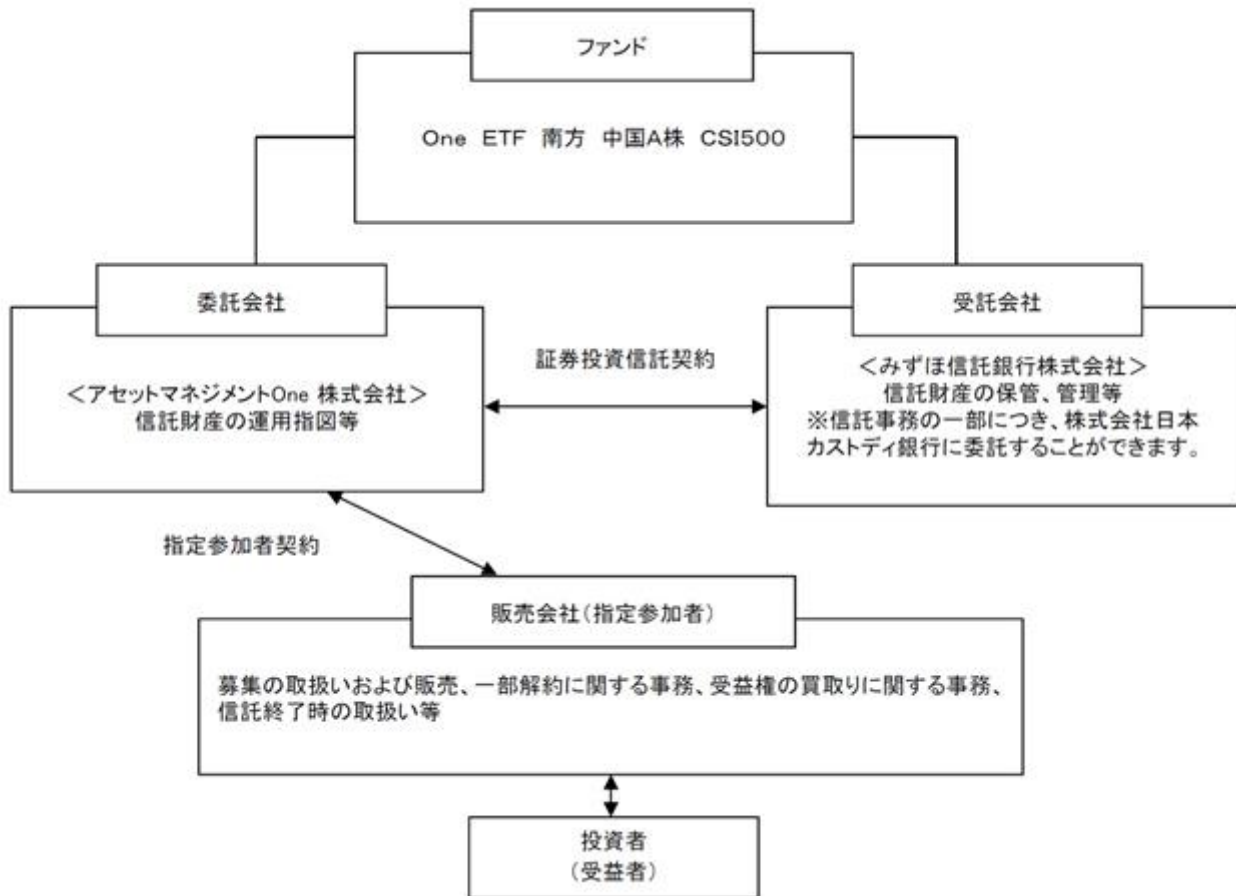 ファンド
One ETF 南方 中国A株 CSI500
委託会社
<アセットマネジメントOne 株式会社>
信託財産の運用指図等
証券投資信託契約
受託会社
<みずほ信託銀行株式会社>
信託財産の保管、管理等
※信託事務の一部につき、株式会社日本
カストディ銀行に委託することができます。
指定参加者契約
販売会社(指定参加者)
募集の取扱いおよび販売、一部解約に関する事務、受益権の買取りに関する事務、
信託終了時の取扱い等
投資者
(受益者)